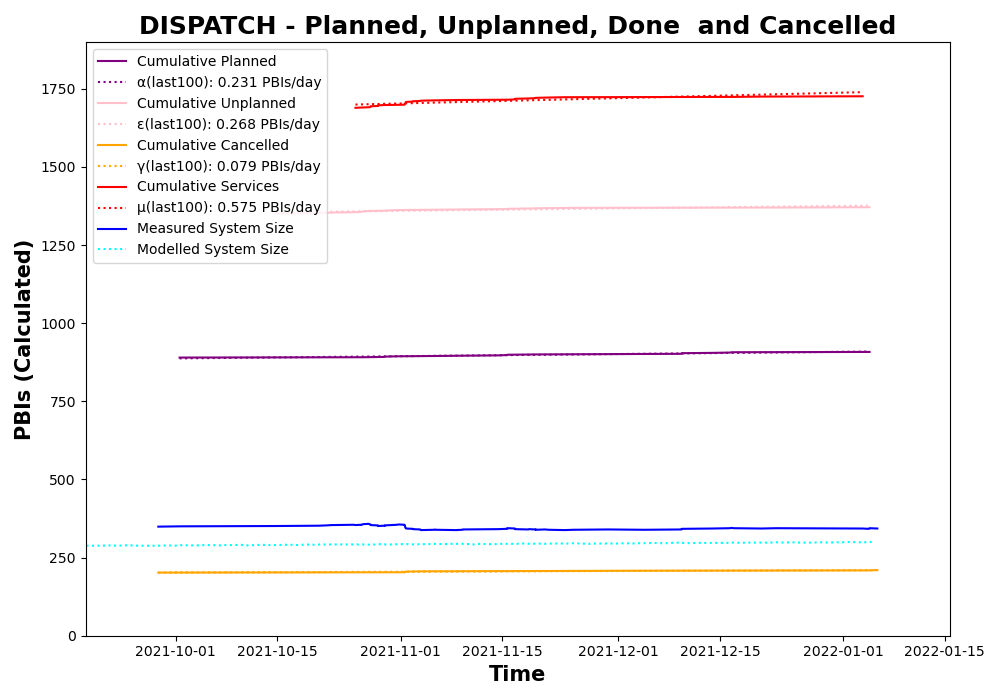 DISPATCH - Planned, Unplanned, Done  and Cancelled
Cumulative Planned
α(last100): 0.231 PBIs/day
Cumulative Unplanned
ε(last100): 0.268 PBIs/day
Cumulative Cancelled
γ(last100): 0.079 PBIs/day
Cumulative Services
μ(last100): 0.575 PBIs/day
Measured System Size
Modelled System Size
PBIs (Calculated)
1750
1500
1250
1000
750
500
250
0
2021-10-01 2021-10-15 2021-11-01 2021-11-15 2021-12-01 2021-12-15 2022-01-01 2022-01-15
Time